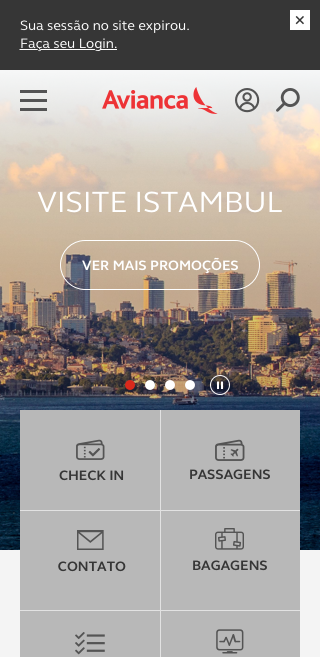 Sua sessão no site expirou.
Faça seu Login.
Avianca
VISITE ISTAMBUL
VER MAIS PROMOÇÕES
CHECK IN
PASSAGENS
CONTATO
BAGAGENS